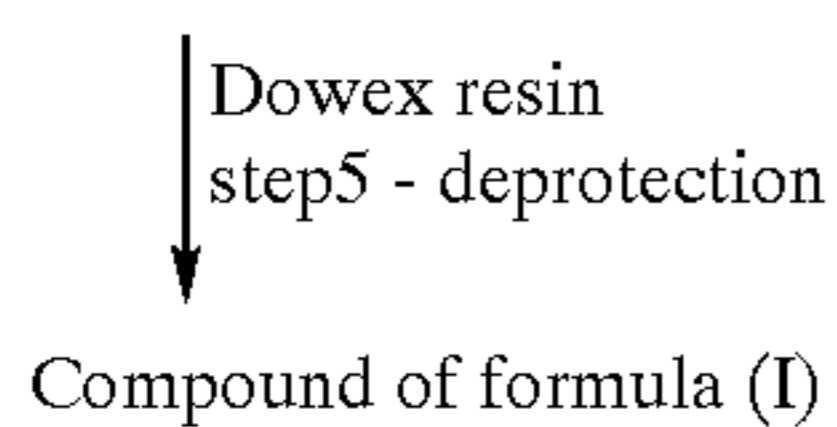 Dowex resin
step5 - deprotection
Compound of formula (I)